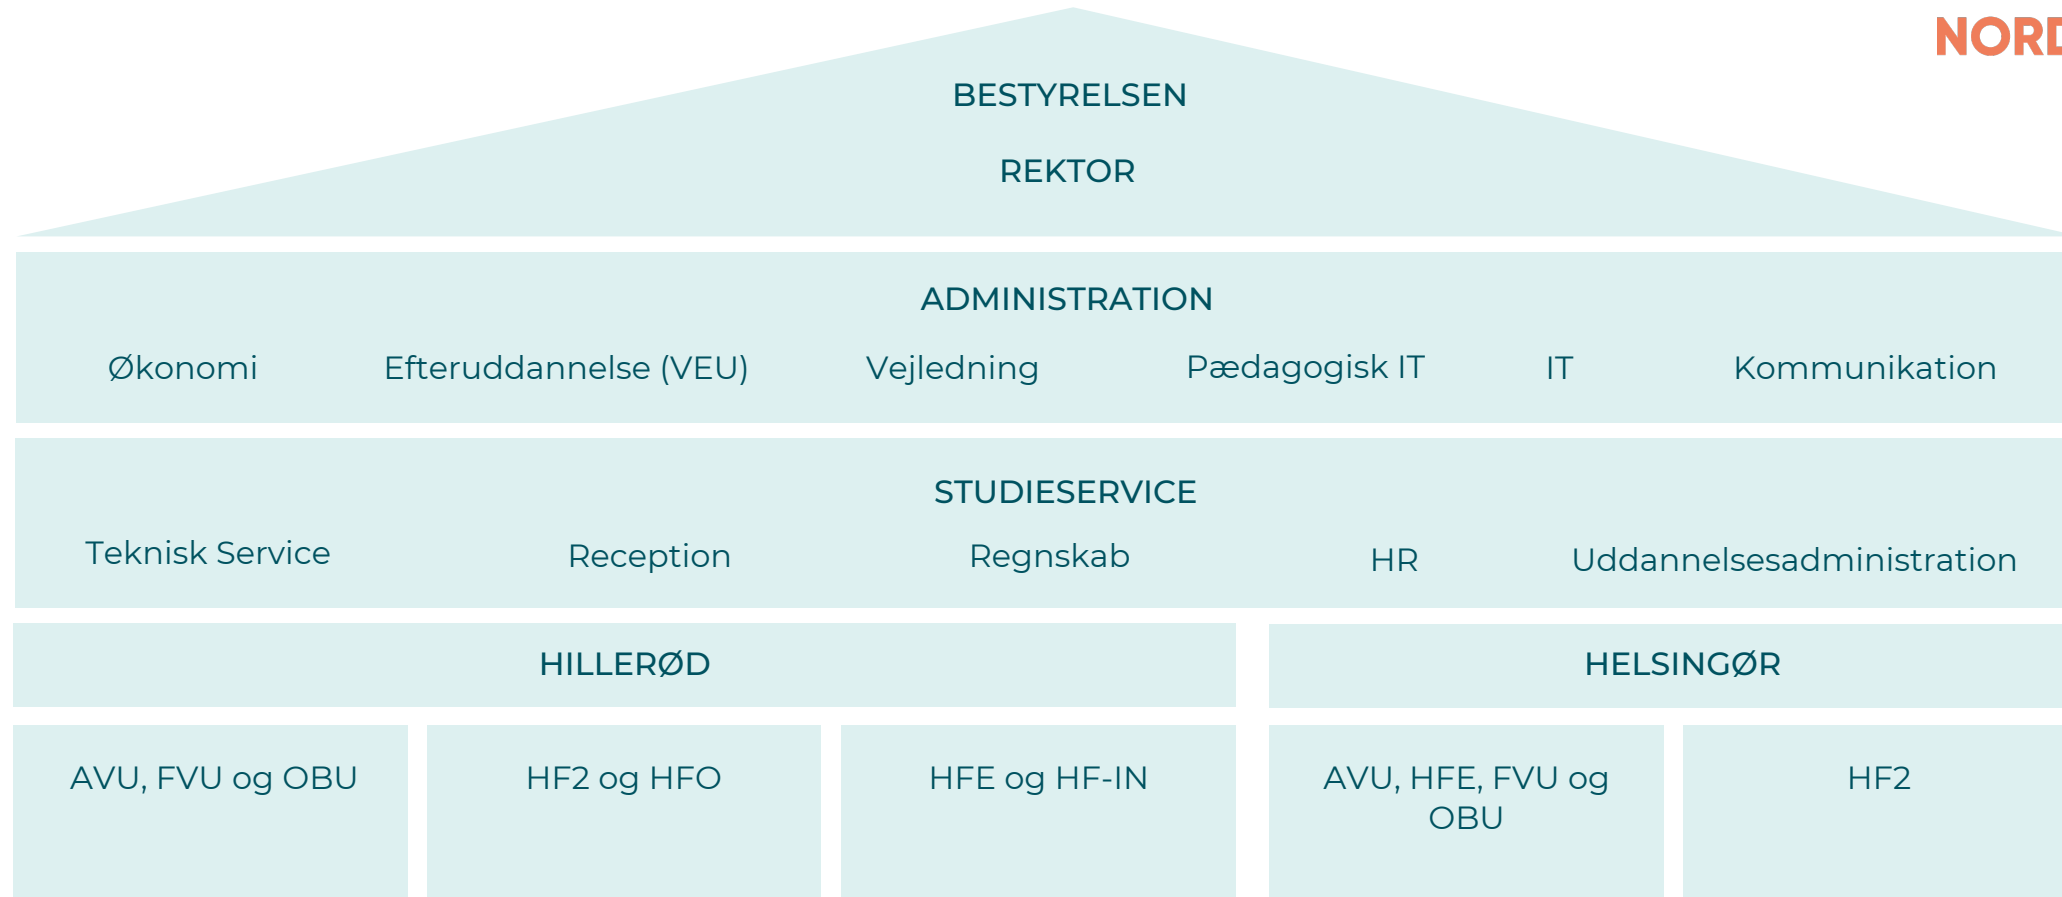 NORD
BESTYRELSEN
REKTOR
ADMINISTRATION
Økonomi Efteruddannelse (VEU) Vejledning Pædagogisk IT IT Kommunikation
STUDIESERVICE
Teknisk Service Reception Regnskab HR Uddannelsesadministration
HILLERØD HELSINGØR
AVU, FVU og OBU HF2 og HFO HFE og HF-IN AVU, HFE, FVU og HF2
OBU